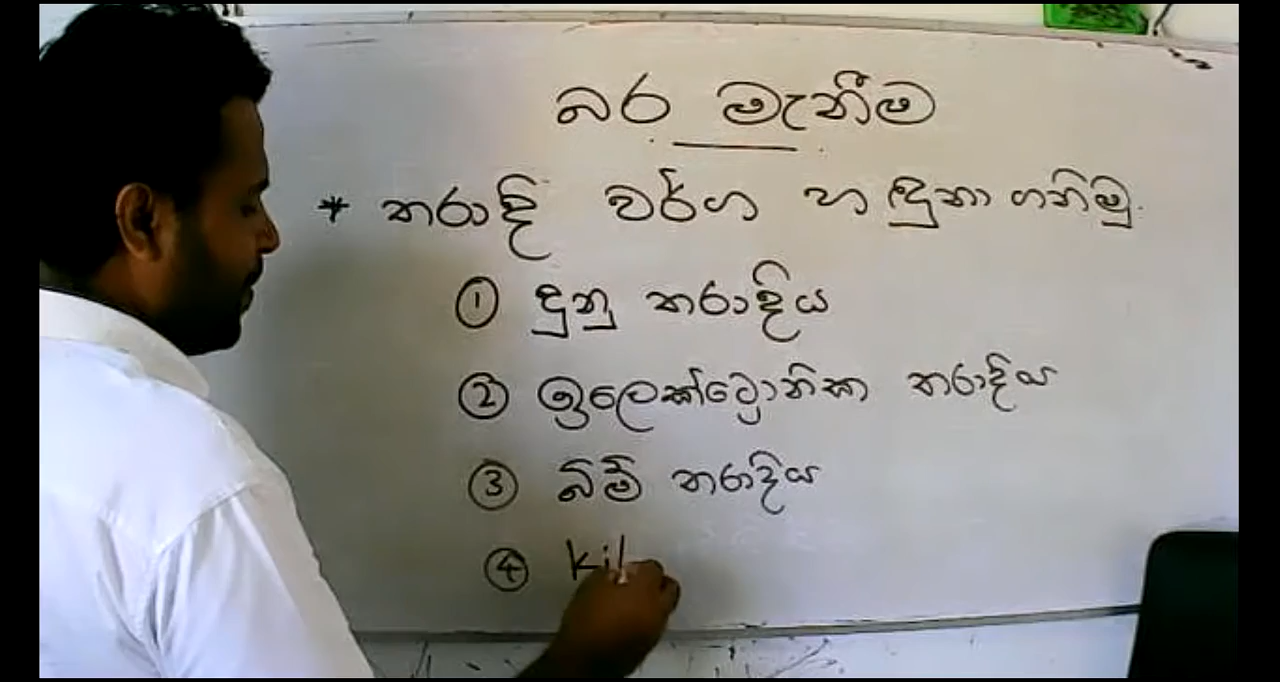 බර මැනීම
* තරාදි වර්ග හඳුනා ගනිමු.
① දුනු තරාදිය
② ඉලෙක්ට්‍රොනික තරාදිය
③ බිම් තරාදිය
④ kil